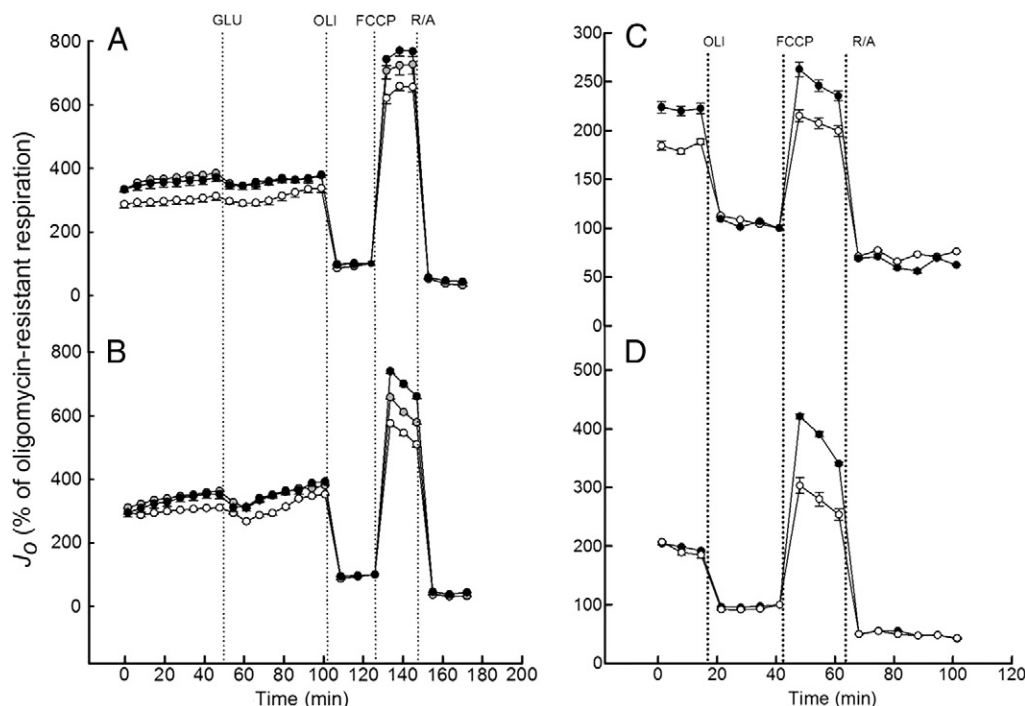 GLU OLI FCCP R/A
A
800
600
400
200
0
B
800
600
400
200
0
0 20 40 60 80 100 120 140 160 180 200
Time (min)
J_O (% of oligomycin-resistant respiration)
OLI FCCP R/A
C
300
250
200
150
100
50
0
D
500
400
300
200
100
0
0 20 40 60 80 100 120
Time (min)